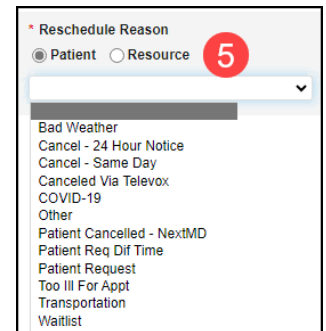 * Reschedule Reason
Patient Resource 5
Bad Weather
Cancel - 24 Hour Notice
Cancel - Same Day
Canceled Via Televox
COVID-19
Other
Patient Cancelled - NextMD
Patient Req Dif Time
Patient Request
Too Ill For Appt
Transportation
Waitlist